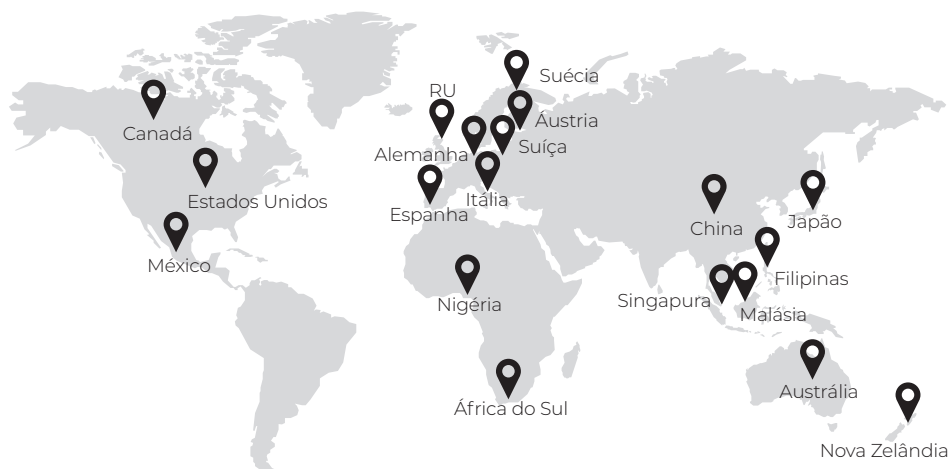 Suécia
RU
Canadá
Áustria
Suíça
Alemanha
Estados Unidos
Itália
Espanha
Japão
China
México
Filipinas
Nigéria
Singapura
Malásia
Austrália
África do Sul
Nova Zelândia